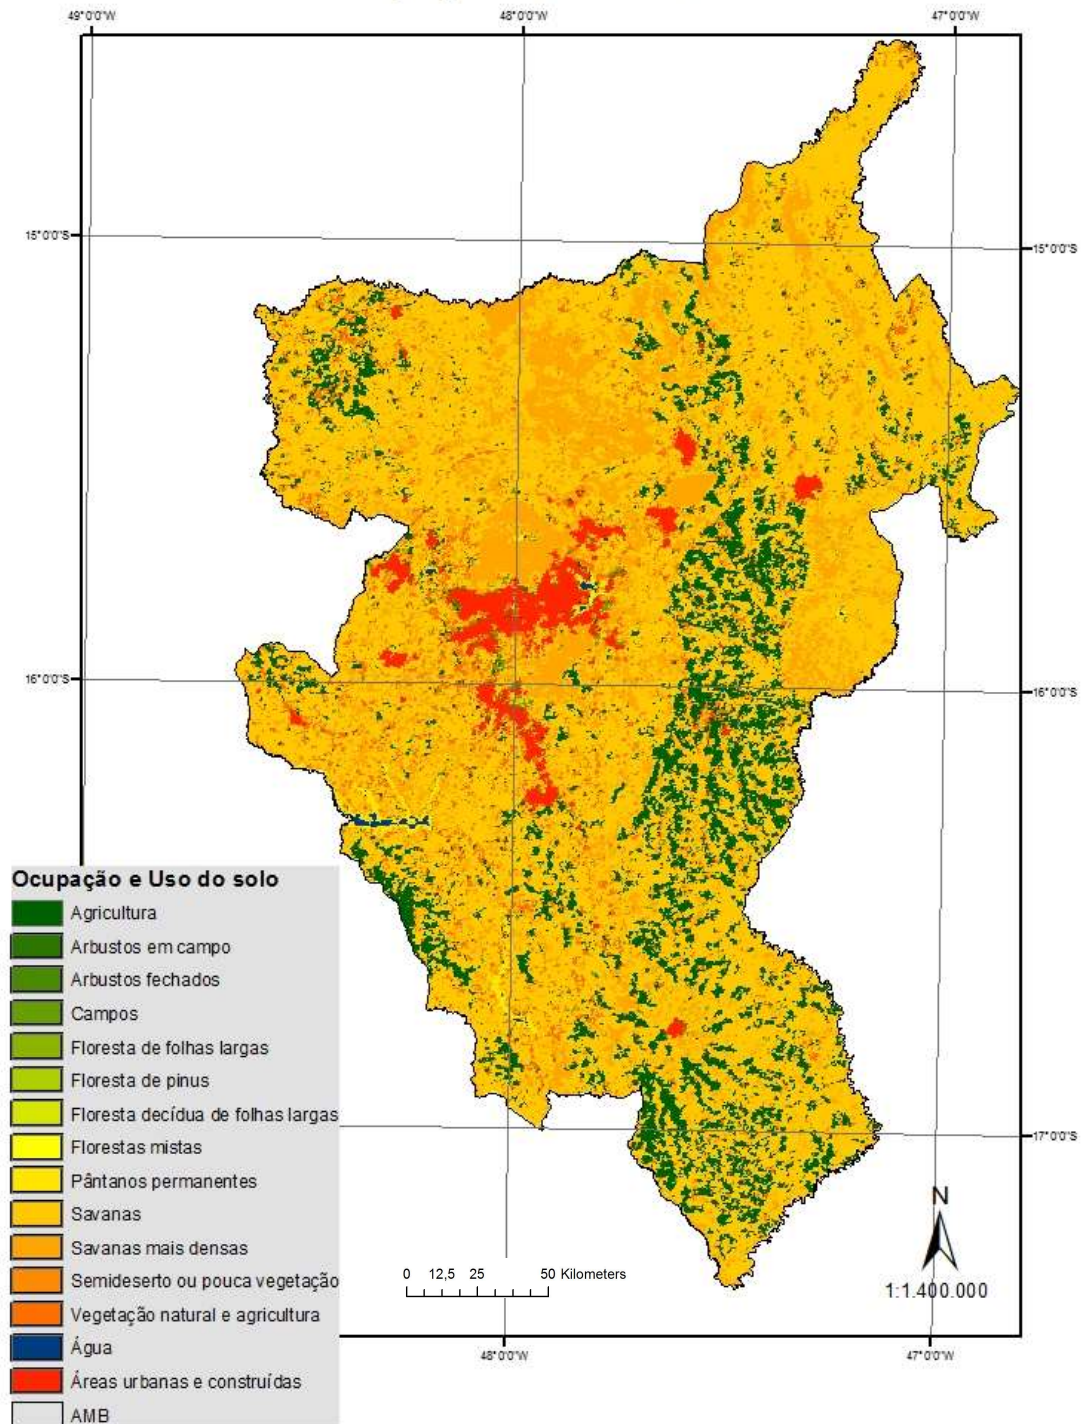 49°0'0"W 48°0'0"W 47°0'0"W
15°0'0"S 15°0'0"S
16°0'0"S 16°0'0"S
Ocupação e Uso do solo
Agricultura
Arbustos em campo
Arbustos fechados
Campos
Floresta de folhas largas
Floresta de pinus
Floresta decídua de folhas largas
Florestas mistas
Pântanos permanentes
Savanas
Savanas mais densas
Semideserto ou pouca vegetação
Vegetação natural e agricultura
Água
Áreas urbanas e construídas
AMB
17°0'0"S
N
0 12,5 25 50 Kilometers
1:1.400.000
48°0'0"W 47°0'0"W